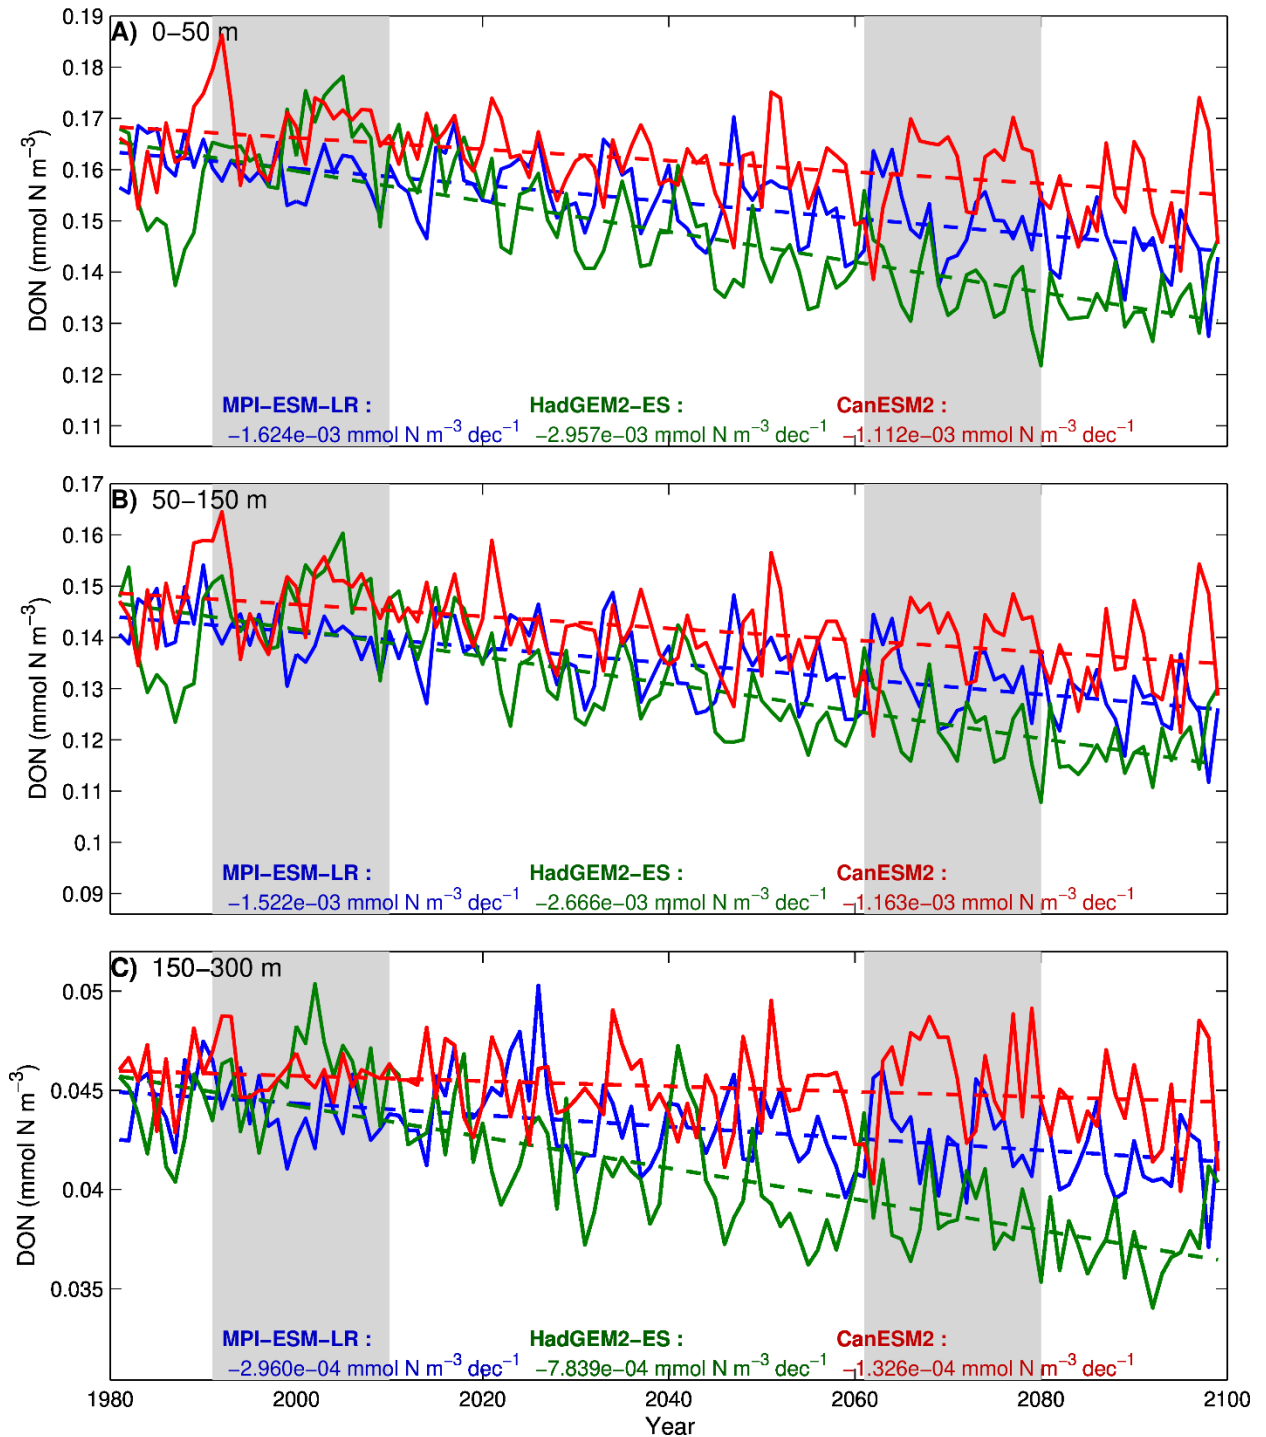 A) 0−50 m
0.19
0.18
0.17
0.16
0.15
0.14
0.13
0.12
0.11
DON (mmol N m⁻³)
MPI−ESM−LR : HadGEM2−ES : CanESM2 :
−1.624e−03 mmol N m⁻³ dec⁻¹ −2.957e−03 mmol N m⁻³ dec⁻¹ −1.112e−03 mmol N m⁻³ dec⁻¹
B) 50−150 m
0.17
0.16
0.15
0.14
0.13
0.12
0.11
0.1
0.09
DON (mmol N m⁻³)
MPI−ESM−LR : HadGEM2−ES : CanESM2 :
−1.522e−03 mmol N m⁻³ dec⁻¹ −2.666e−03 mmol N m⁻³ dec⁻¹ −1.163e−03 mmol N m⁻³ dec⁻¹
C) 150−300 m
0.05
0.045
0.04
0.035
DON (mmol N m⁻³)
MPI−ESM−LR : HadGEM2−ES : CanESM2 :
−2.960e−04 mmol N m⁻³ dec⁻¹ −7.839e−04 mmol N m⁻³ dec⁻¹ −1.326e−04 mmol N m⁻³ dec⁻¹
1980 2000 2020 2040 2060 2080 2100
Year